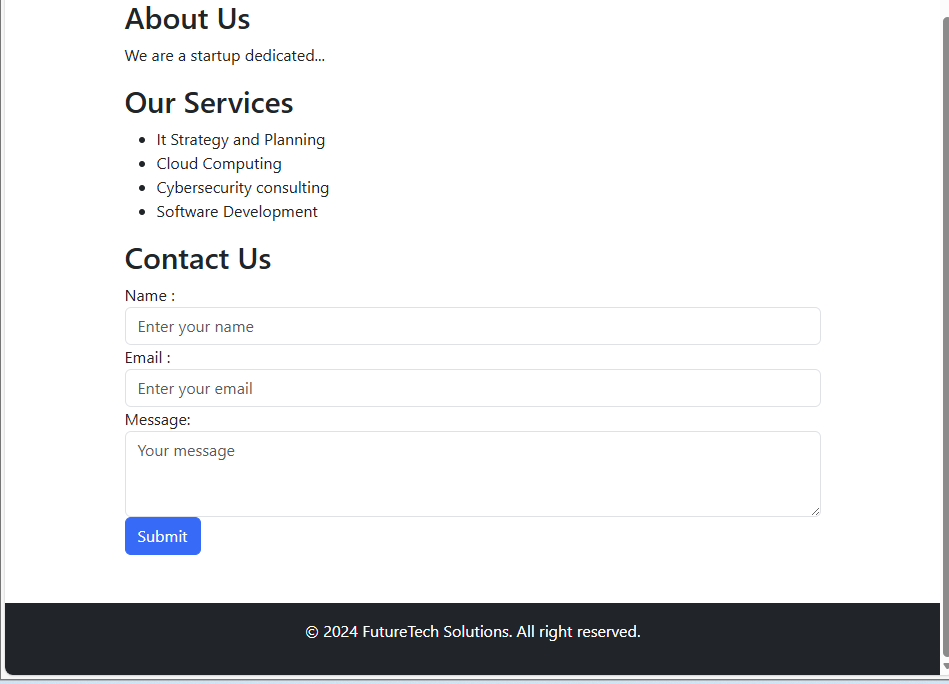 About Us
We are a startup dedicated...
Our Services
It Strategy and Planning
Cloud Computing
Cybersecurity consulting
Software Development
Contact Us
Name :
Enter your name
Email :
Enter your email
Message:
Your message
Submit
© 2024 FutureTech Solutions. All right reserved.